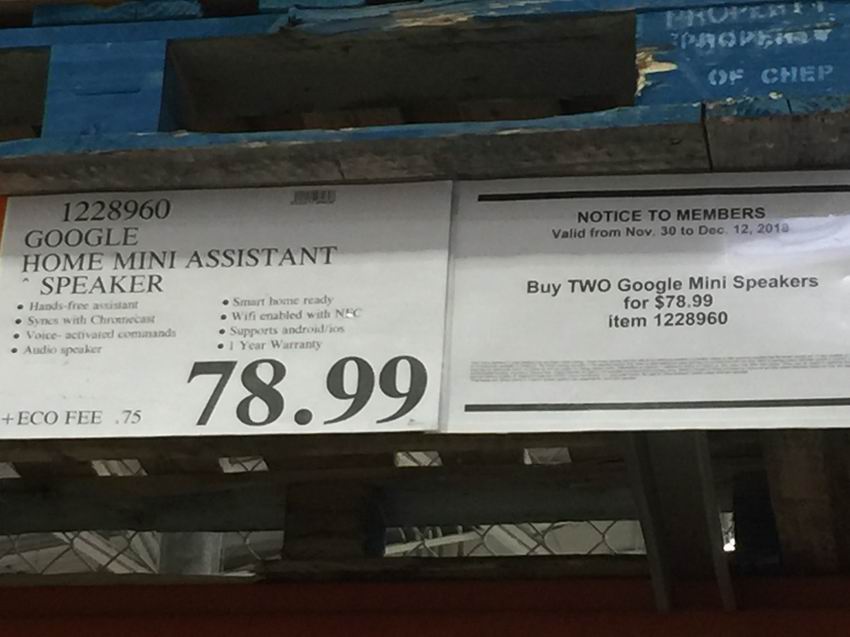 PROPERTY
PROPERTY
OF CHEP
1228960
GOOGLE
HOME MINI ASSISTANT
^ SPEAKER
• Hands-free assistant
• Syncs with Chromecast
• Voice- activated commands
• Audio speaker
• Smart home ready
• Wifi enabled with NFC
• Supports android/ios
• 1 Year Warranty
78.99
+ECO FEE .75
NOTICE TO MEMBERS
Valid from Nov. 30 to Dec. 12, 2018
Buy TWO Google Mini Speakers
for $78.99
item 1228960